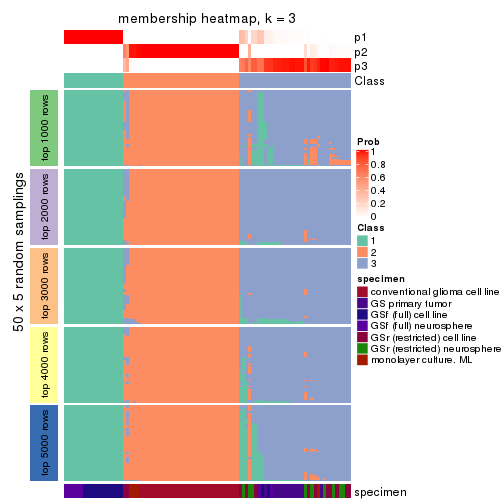 membership heatmap, k = 3
p1
p2
p3
Class
50 x 5 random samplings
top 1000 rows
top 2000 rows
top 3000 rows
top 4000 rows
top 5000 rows
specimen
Prob
1
0.8
0.6
0.4
0.2
0
Class
1
2
3
specimen
conventional glioma cell line
GS primary tumor
GSf (full) cell line
GSf (full) neurosphere
GSr (restricted) cell line
GSr (restricted) neurosphere
monolayer culture. ML